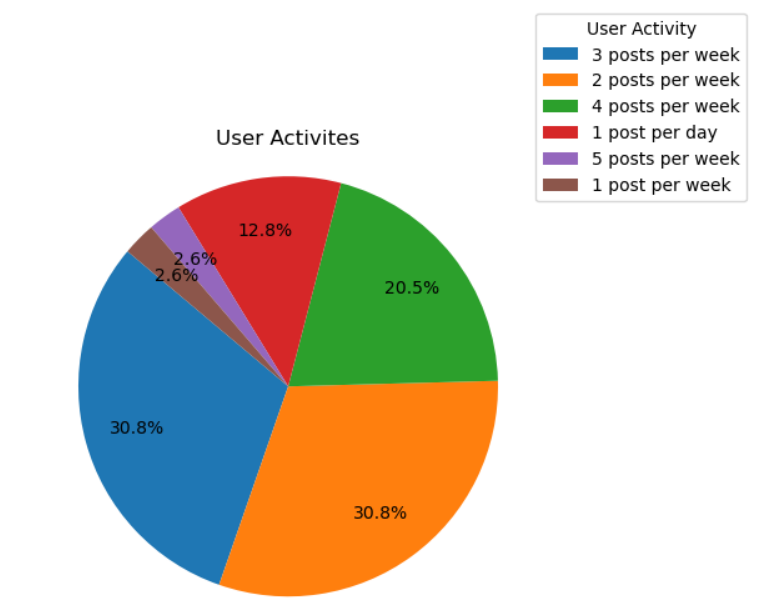 User Activity
3 posts per week
2 posts per week
4 posts per week
1 post per day
5 posts per week
1 post per week
User Activites
12.8%
2.6%
2.6%
20.5%
30.8%
30.8%